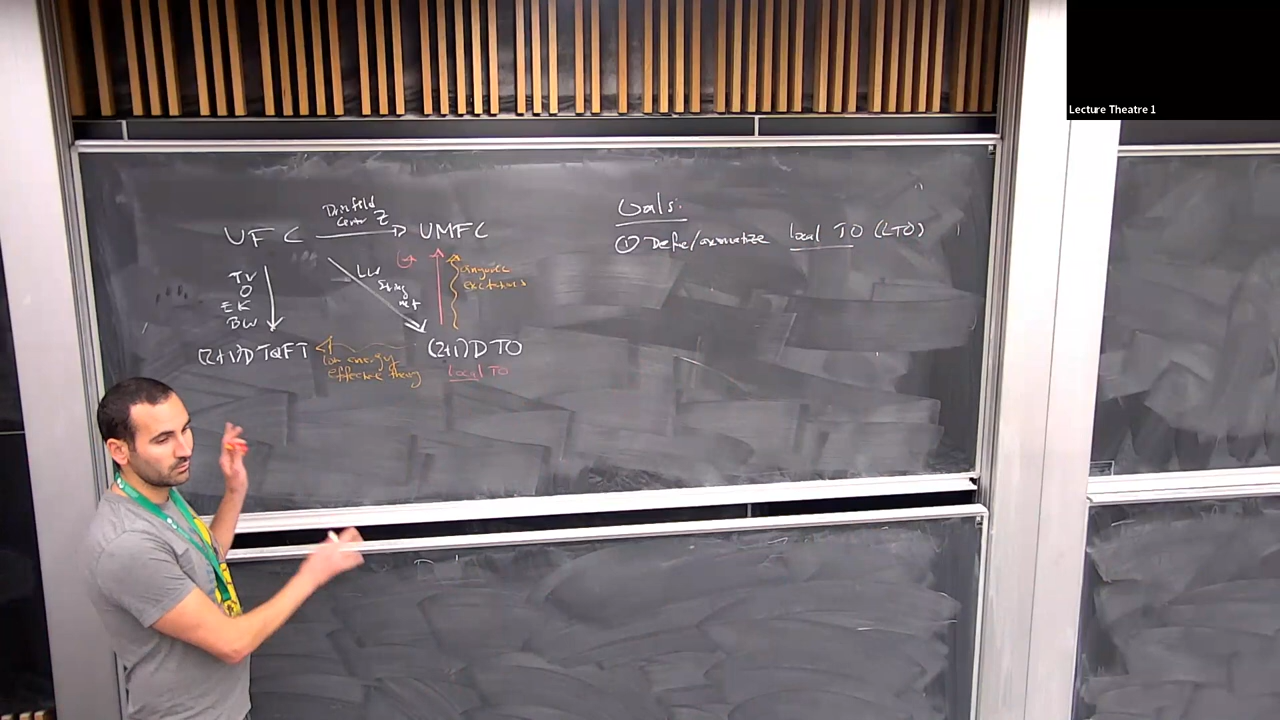 Lecture Theatre 1
Drinfeld
center Z
UFC → UMFC
LW
string
net
TV
O
EK
BW
anyonic
excitations
(2+1)D TQFT
(2+1)D TO
low energy
effective theory
local TO
Goals:
① Define/axiomatize local TO (LTO)